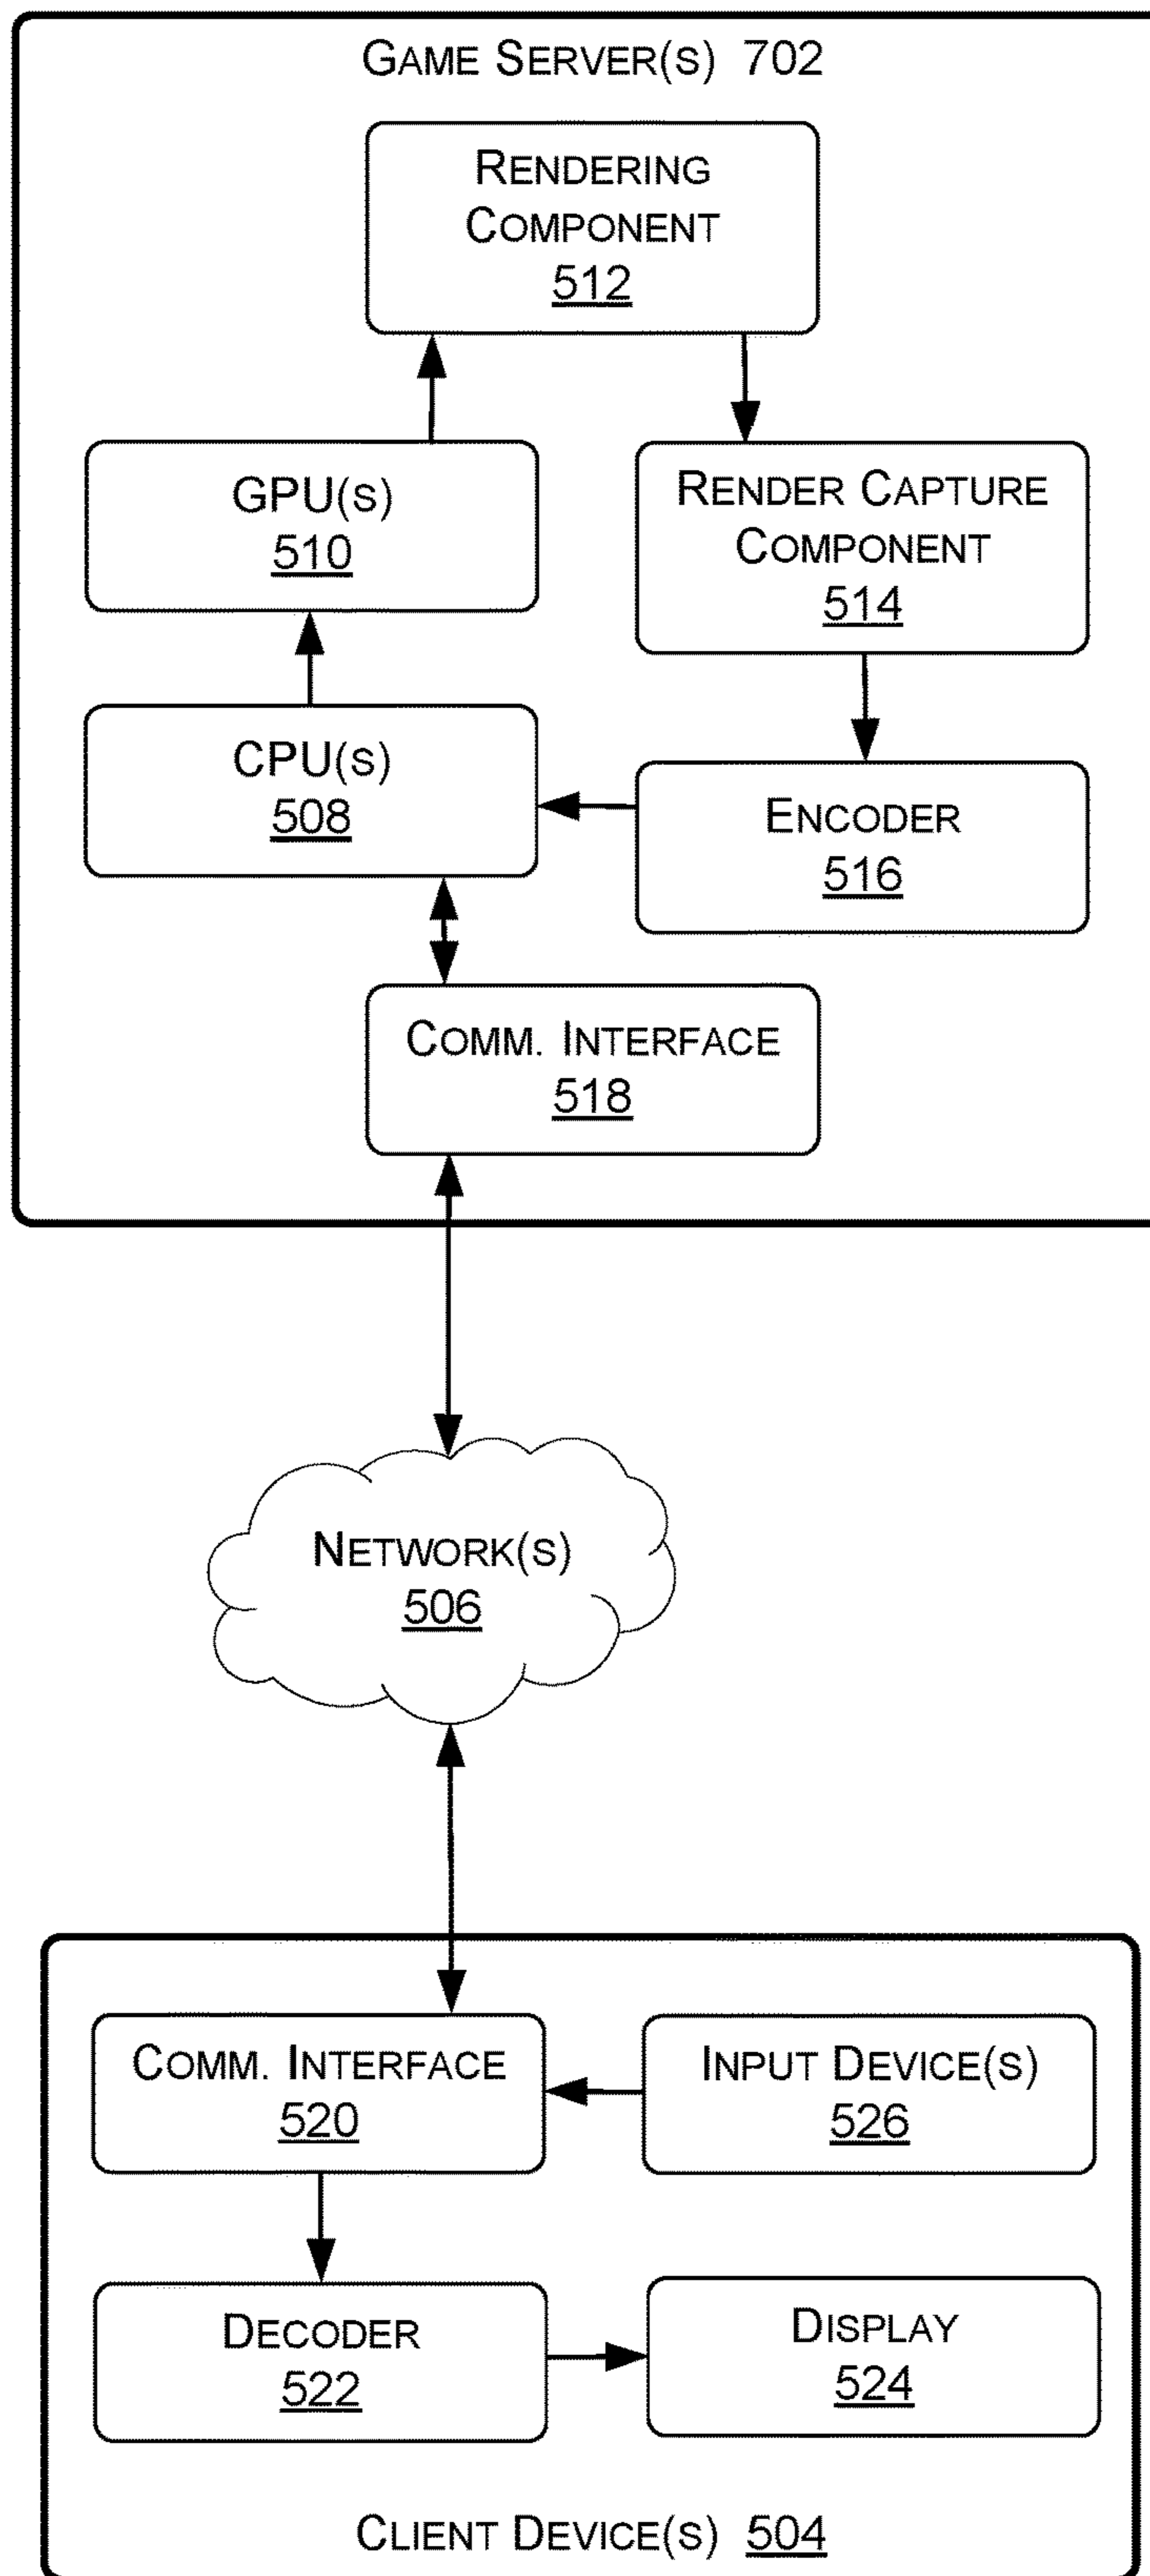 GAME SERVER(S) 702
RENDERING
COMPONENT
512
GPU(S)
510
RENDER CAPTURE
COMPONENT
514
CPU(S)
508
ENCODER
516
COMM. INTERFACE
518
NETWORK(S)
506
COMM. INTERFACE
520
INPUT DEVICE(S)
526
DECODER
522
DISPLAY
524
CLIENT DEVICE(S) 504